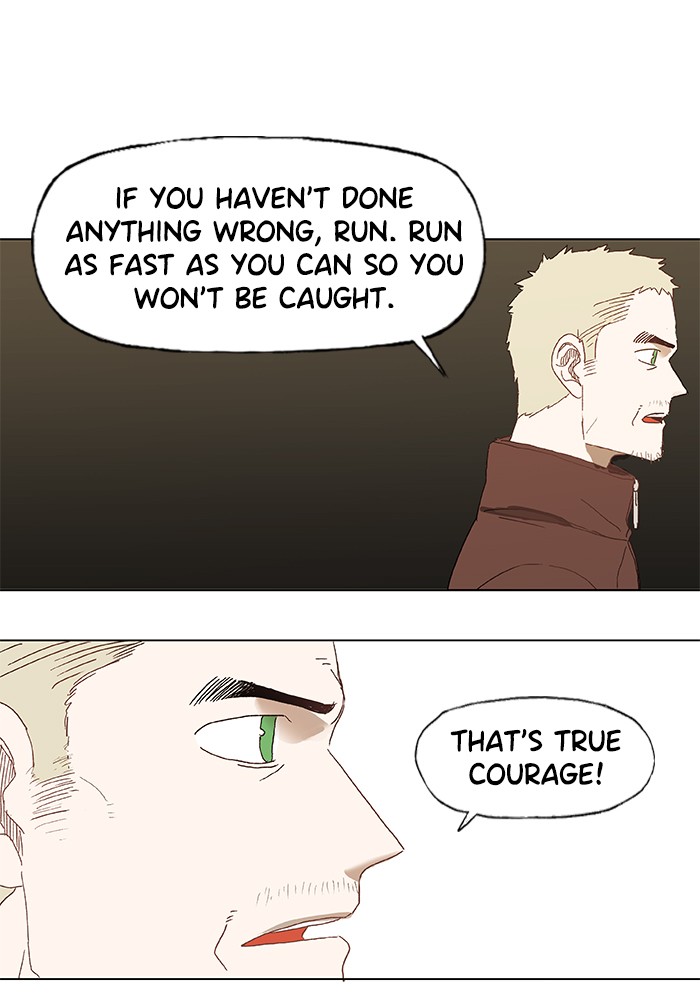 IF YOU HAVEN'T DONE
ANYTHING WRONG, RUN. RUN
AS FAST AS YOU CAN SO YOU
WON'T BE CAUGHT.
THAT'S TRUE
COURAGE!